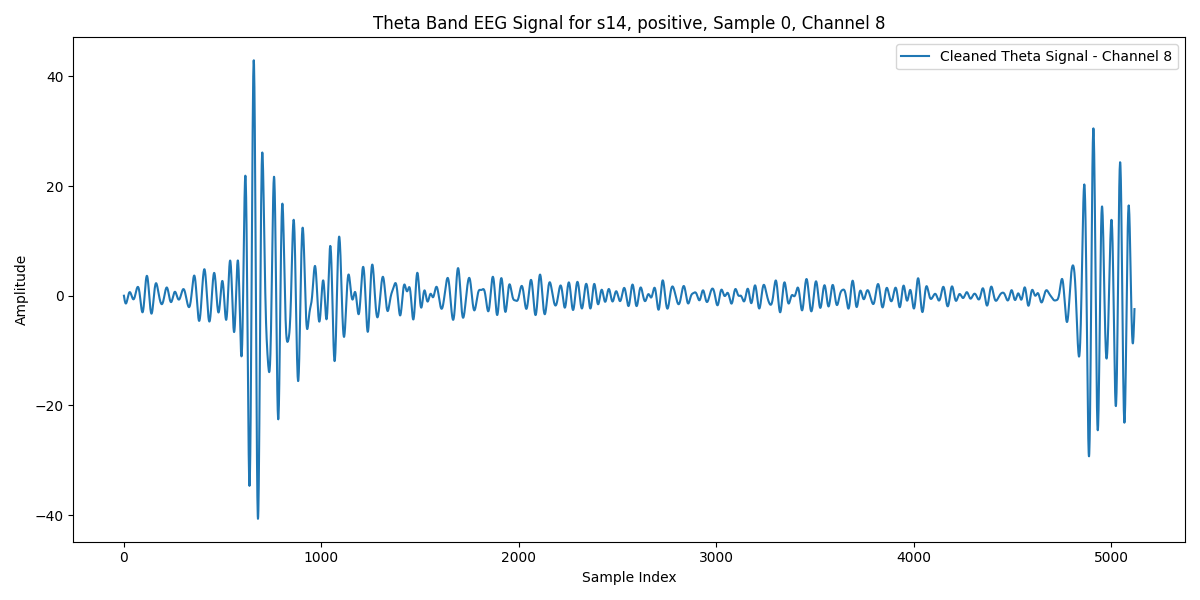 Theta Band EEG Signal for s14, positive, Sample 0, Channel 8
Cleaned Theta Signal - Channel 8
40
20
0
−20
−40
Amplitude
0 1000 2000 3000 4000 5000
Sample Index